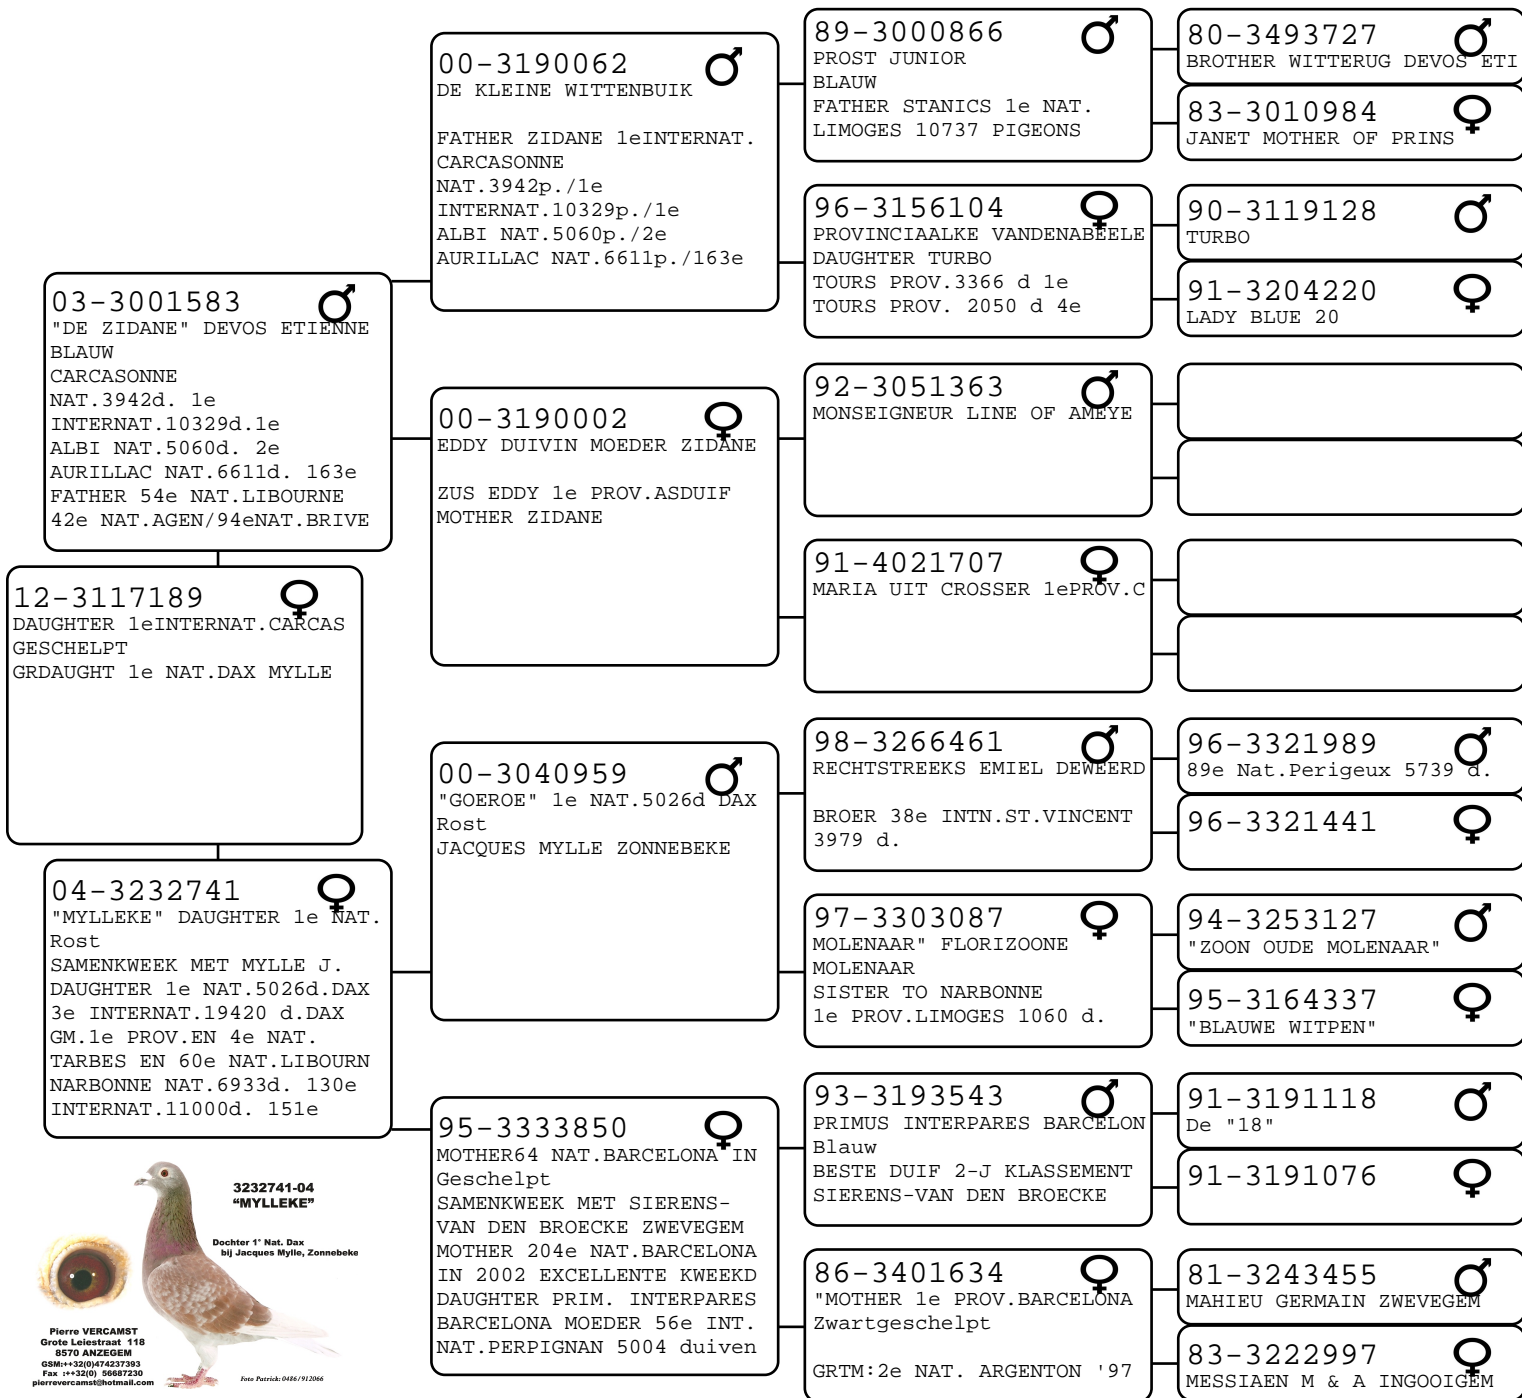 12-3117189
DAUGHTER 1eINTERNAT.CARCAS
GESCHELPT
GRDAUGHT 1e NAT.DAX MYLLE
03-3001583
"DE ZIDANE" DEVOS ETIENNE
BLAUW
CARCASONNE
NAT.3942d. 1e
INTERNAT.10329d.1e
ALBI NAT.5060d. 2e
AURILLAC NAT.6611d. 163e
FATHER 54e NAT.LIBOURNE
42e NAT.AGEN/94eNAT.BRIVE
04-3232741
"MYLLEKE" DAUGHTER 1e NAT.
Rost
SAMENKWEEK MET MYLLE J.
DAUGHTER 1e NAT.5026d.DAX
3e INTERNAT.19420 d.DAX
GM.1e PROV.EN 4e NAT.
TARBES EN 60e NAT.LIBOURN
NARBONNE NAT.6933d. 130e
INTERNAT.11000d. 151e
00-3190062
DE KLEINE WITTENBUIK
FATHER ZIDANE 1eINTERNAT.
CARCASONNE
NAT.3942p./1e
INTERNAT.10329p./1e
ALBI NAT.5060p./2e
AURILLAC NAT.6611p./163e
00-3190002
EDDY DUIVIN MOEDER ZIDANE
ZUS EDDY 1e PROV.ASDUIF
MOTHER ZIDANE
00-3040959
"GOEROE" 1e NAT.5026d DAX
Rost
JACQUES MYLLE ZONNEBEKE
95-3333850
MOTHER64 NAT.BARCELONA IN
Geschelpt
SAMENKWEEK MET SIERENS-
VAN DEN BROECKE ZWEVEGEM
MOTHER 204e NAT.BARCELONA
IN 2002 EXCELLENTE KWEEKD
DAUGHTER PRIM. INTERPARES
BARCELONA MOEDER 56e INT.
NAT.PERPIGNAN 5004 duiven
89-3000866
PROST JUNIOR
BLAUW
FATHER STANICS 1e NAT.
LIMOGES 10737 PIGEONS
96-3156104
PROVINCIAALKE VANDENABEELE
DAUGHTER TURBO
TOURS PROV.3366 d 1e
TOURS PROV. 2050 d 4e
92-3051363
MONSEIGNEUR LINE OF AMEYE
91-4021707
MARIA UIT CROSSER 1ePROV.C
98-3266461
RECHTSTREEKS EMIEL DEWEERD
BROER 38e INTN.ST.VINCENT
3979 d.
97-3303087
MOLENAAR" FLORIZOONE
MOLENAAR
SISTER TO NARBONNE
1e PROV.LIMOGES 1060 d.
93-3193543
PRIMUS INTERPARES BARCELON
Blauw
BESTE DUIF 2-J KLASSEMENT
SIERENS-VAN DEN BROECKE
86-3401634
"MOTHER 1e PROV.BARCELONA
Zwartgeschelpt
GRTM:2e NAT. ARGENTON '97
80-3493727
BROTHER WITTERUG DEVOS ETI
83-3010984
JANET MOTHER OF PRINS
90-3119128
TURBO
91-3204220
LADY BLUE 20
96-3321989
89e Nat.Perigeux 5739 d.
96-3321441
94-3253127
"ZOON OUDE MOLENAAR"
95-3164337
"BLAUWE WITPEN"
91-3191118
De "18"
91-3191076
81-3243455
MAHIEU GERMAIN ZWEVEGEM
83-3222997
MESSIAEN M & A INGOOIGEM
3232741-04
“MYLLEKE”
Dochter 1° Nat. Dax
bij Jacques Mylle, Zonnebeke
Pierre VERCAMST
Grote Leiestraat 118
8570 ANZEGEM
GSM:++32(0)474237393
Fax :++32(0) 56687230
pierrevercamst@hotmail.com
Foto Patrick: 0486/912066